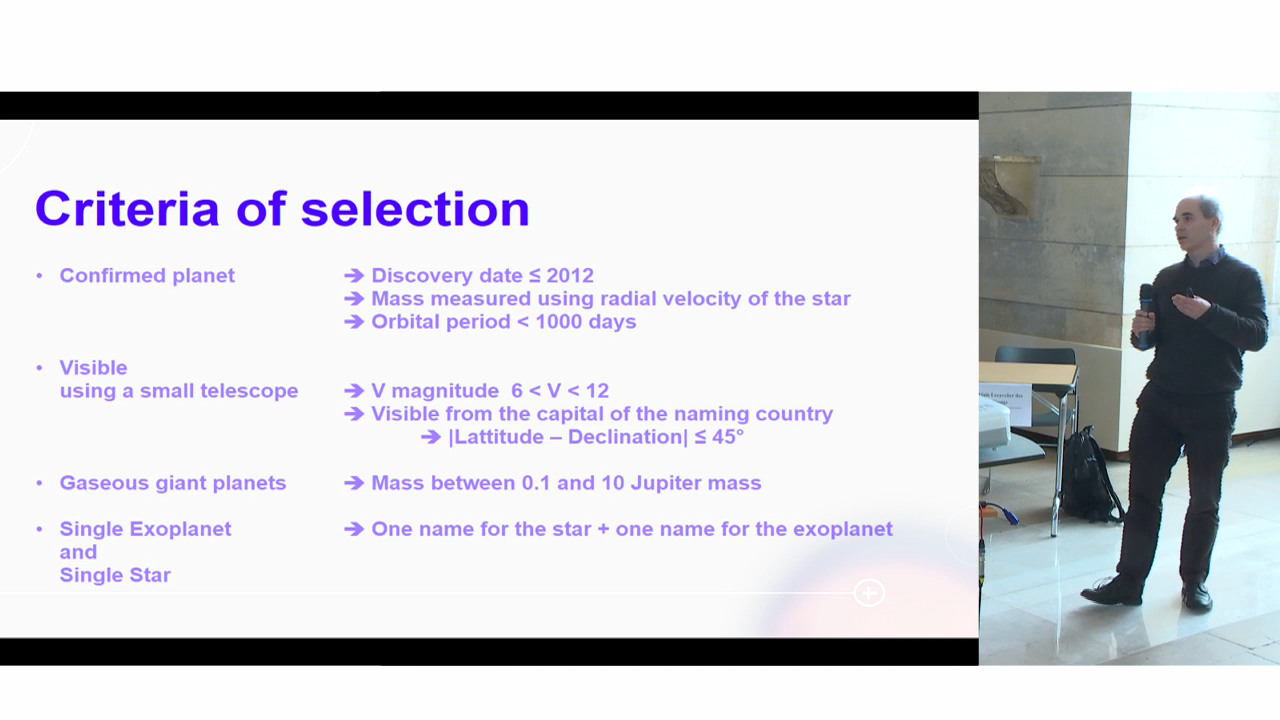 Criteria of selection
• Confirmed planet ➔ Discovery date ≤ 2012
➔ Mass measured using radial velocity of the star
➔ Orbital period < 1000 days
• Visible
using a small telescope ➔ V magnitude 6 < V < 12
➔ Visible from the capital of the naming country
➔ |Lattitude – Declination| ≤ 45°
• Gaseous giant planets ➔ Mass between 0.1 and 10 Jupiter mass
• Single Exoplanet ➔ One name for the star + one name for the exoplanet
and
Single Star